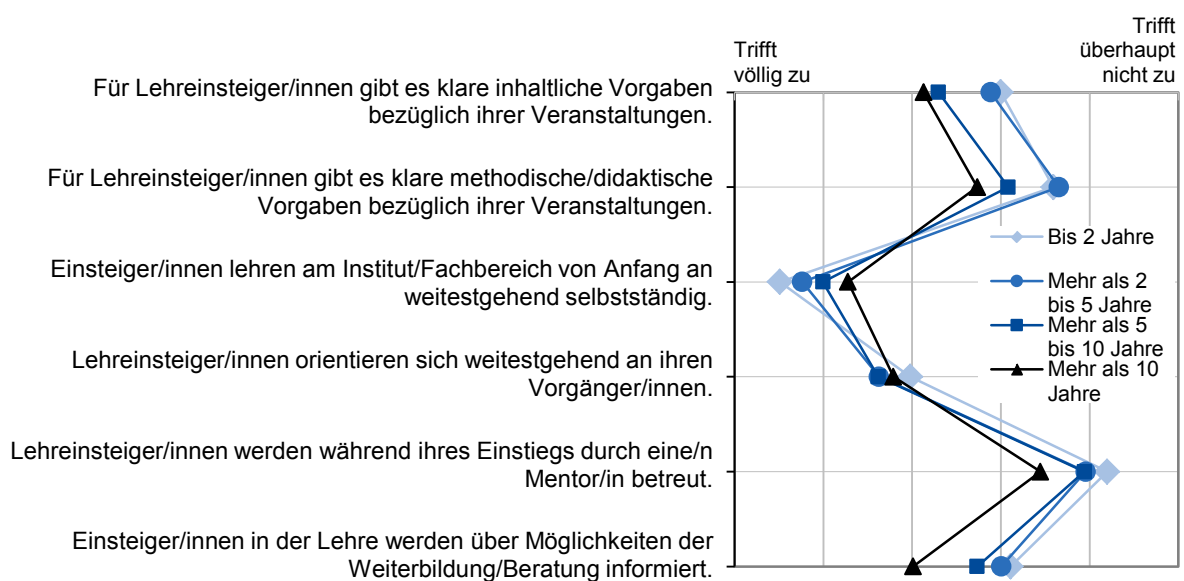 Trifft
völlig zu
Trifft
überhaupt
nicht zu
Für Lehreinsteiger/innen gibt es klare inhaltliche Vorgaben
bezüglich ihrer Veranstaltungen.
Für Lehreinsteiger/innen gibt es klare methodische/didaktische
Vorgaben bezüglich ihrer Veranstaltungen.
Einsteiger/innen lehren am Institut/Fachbereich von Anfang an
weitestgehend selbstständig.
Lehreinsteiger/innen orientieren sich weitestgehend an ihren
Vorgänger/innen.
Lehreinsteiger/innen werden während ihres Einstiegs durch eine/n
Mentor/in betreut.
Einsteiger/innen in der Lehre werden über Möglichkeiten der
Weiterbildung/Beratung informiert.
Bis 2 Jahre
Mehr als 2
bis 5 Jahre
Mehr als 5
bis 10 Jahre
Mehr als 10
Jahre